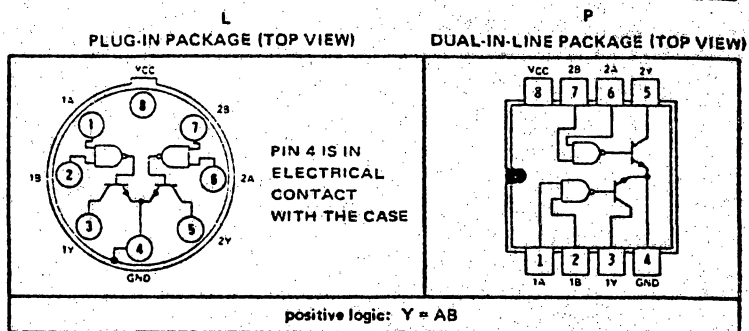 L
PLUG-IN PACKAGE (TOP VIEW)
VCC
1A
8
2B
1
7
1B
2
6
2A
3
4
5
1Y
2Y
GND
PIN 4 IS IN
ELECTRICAL
CONTACT
WITH THE CASE
P
DUAL-IN-LINE PACKAGE (TOP VIEW)
VCC 2B 2A 2Y
8 7 6 5
1 2 3 4
1A 1B 1Y GND
positive logic: Y = AB